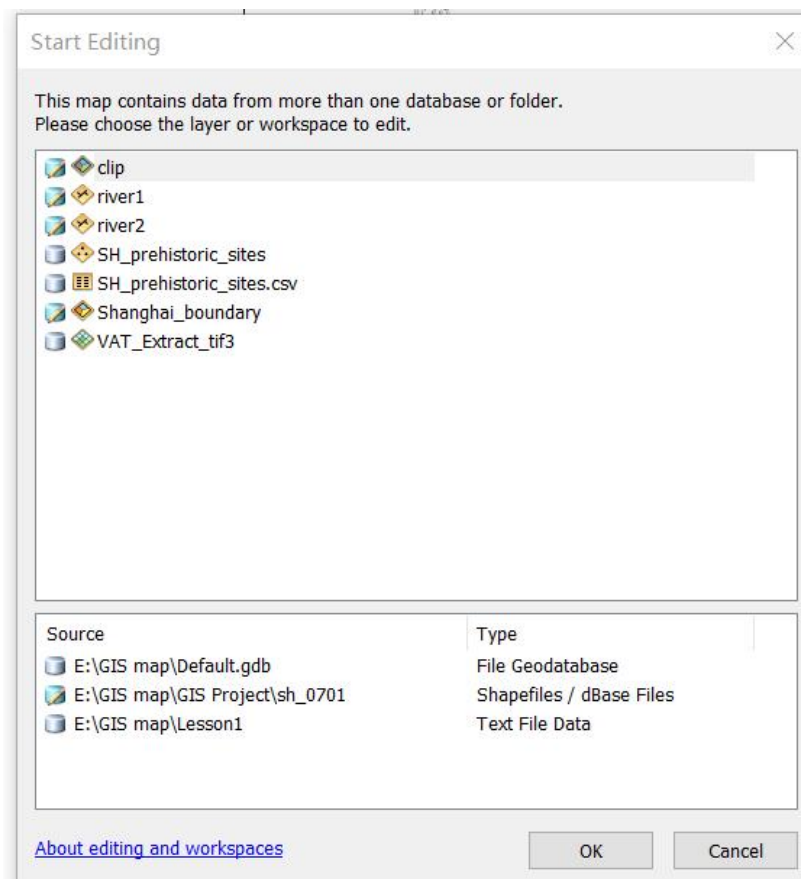 Start Editing
This map contains data from more than one database or folder.
Please choose the layer or workspace to edit.
clip
river1
river2
SH_prehistoric_sites
SH_prehistoric_sites.csv
Shanghai_boundary
VAT_Extract_tif3
Source Type
E:\GIS map\Default.gdb File Geodatabase
E:\GIS map\GIS Project\sh_0701 Shapefiles / dBase Files
E:\GIS map\Lesson1 Text File Data
About editing and workspaces OK Cancel